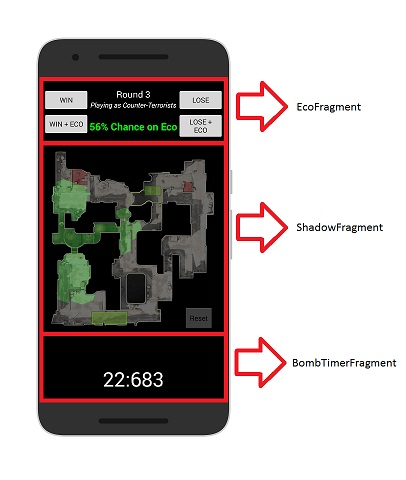 Round 3
Playing as Counter-Terrorists
WIN
LOSE
WIN + ECO
56% Chance on Eco
LOSE +
ECO
EcoFragment
ShadowFragment
Reset
22:683
BombTimerFragment